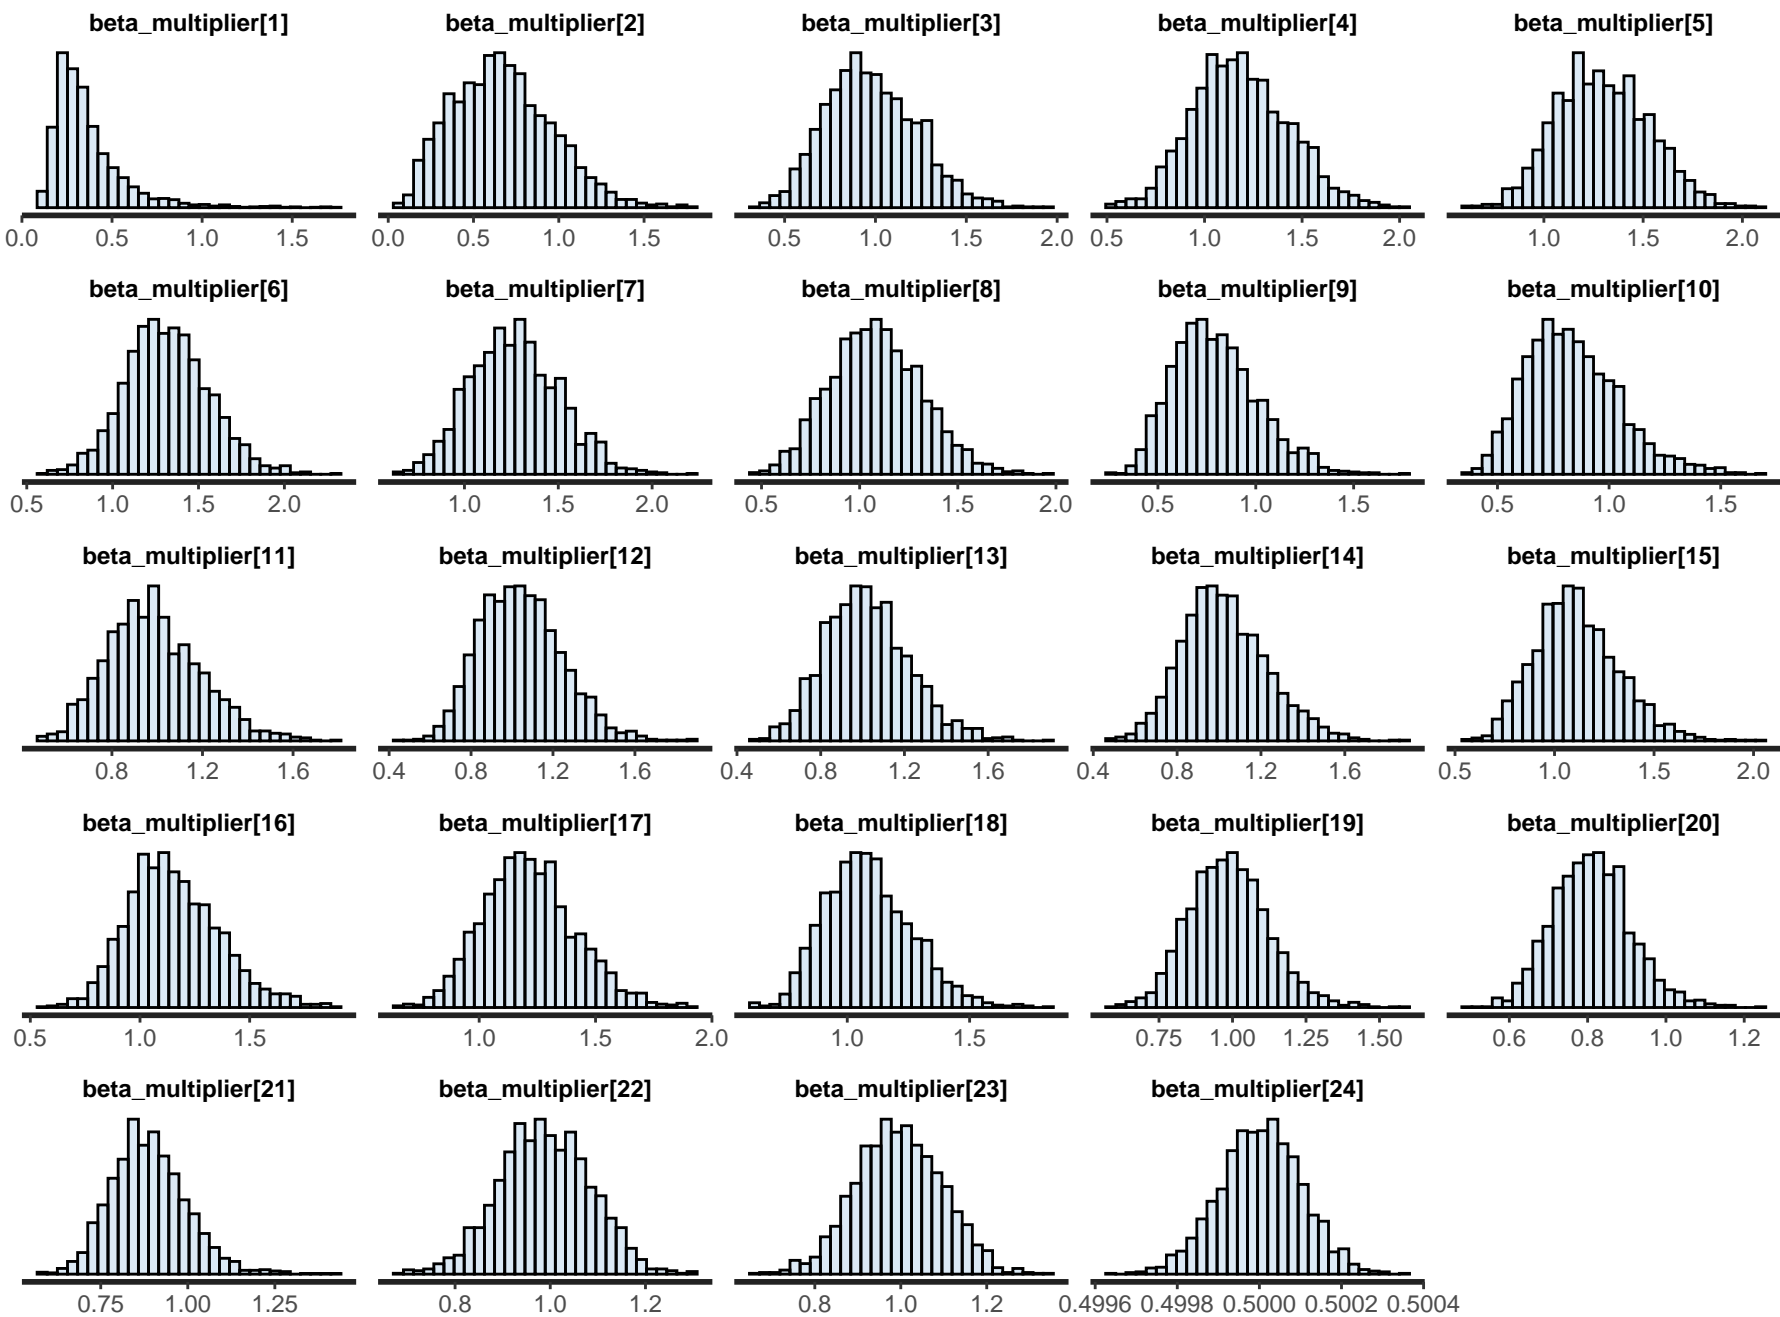 beta_multiplier[1] beta_multiplier[2] beta_multiplier[3] beta_multiplier[4] beta_multiplier[5]
0.0 0.5 1.0 1.5 0.0 0.5 1.0 1.5 0.5 1.0 1.5 2.0 0.5 1.0 1.5 2.0 1.0 1.5 2.0
beta_multiplier[6] beta_multiplier[7] beta_multiplier[8] beta_multiplier[9] beta_multiplier[10]
0.5 1.0 1.5 2.0 1.0 1.5 2.0 0.5 1.0 1.5 2.0 0.5 1.0 1.5 0.5 1.0 1.5
beta_multiplier[11] beta_multiplier[12] beta_multiplier[13] beta_multiplier[14] beta_multiplier[15]
0.8 1.2 1.6 0.4 0.8 1.2 1.6 0.4 0.8 1.2 1.6 0.4 0.8 1.2 1.6 0.5 1.0 1.5 2.0
beta_multiplier[16] beta_multiplier[17] beta_multiplier[18] beta_multiplier[19] beta_multiplier[20]
0.5 1.0 1.5 1.0 1.5 2.0 1.0 1.5 0.75 1.00 1.25 1.50 0.6 0.8 1.0 1.2
beta_multiplier[21] beta_multiplier[22] beta_multiplier[23] beta_multiplier[24]
0.75 1.00 1.25 0.8 1.0 1.2 0.8 1.0 1.2 0.4996 0.4998 0.5000 0.5002 0.5004